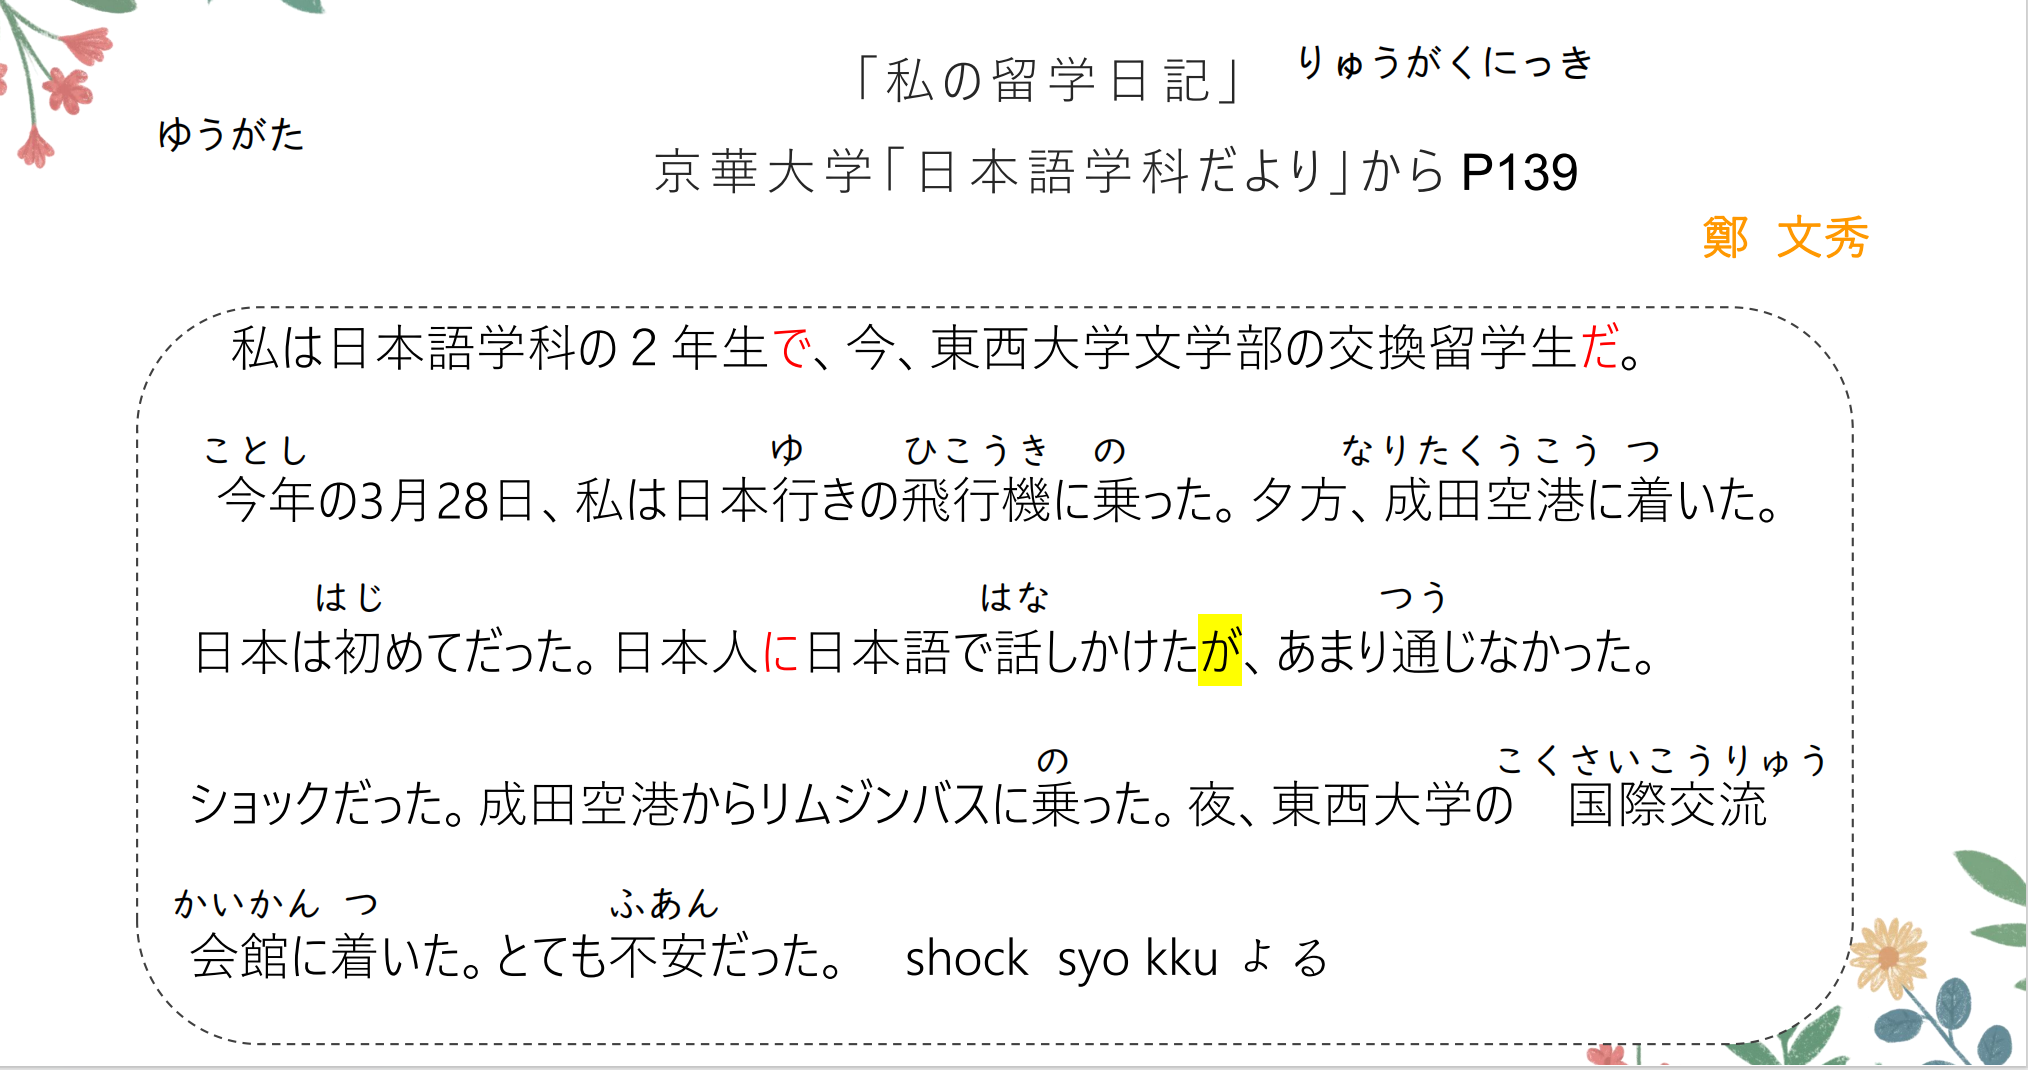 「私の留学日記」 りゅうがくにっき
ゆうがた
京華大学「日本語学科だより」から P139
鄭 文秀
私は日本語学科の２年生で、今、東西大学文学部の交換留学生だ。
ことし ゆ ひこうき の なりたくうこう つ
今年の3月28日、私は日本行きの飛行機に乗った。夕方、成田空港に着いた。
はじ はな つう
日本は初めてだった。日本人に日本語で話しかけたが、あまり通じなかった。
の こくさいこうりゅう
ショックだった。成田空港からリムジンバスに乗った。夜、東西大学の 国際交流
かいかん つ ふあん
会館に着いた。とても不安だった。 shock syo kku よる